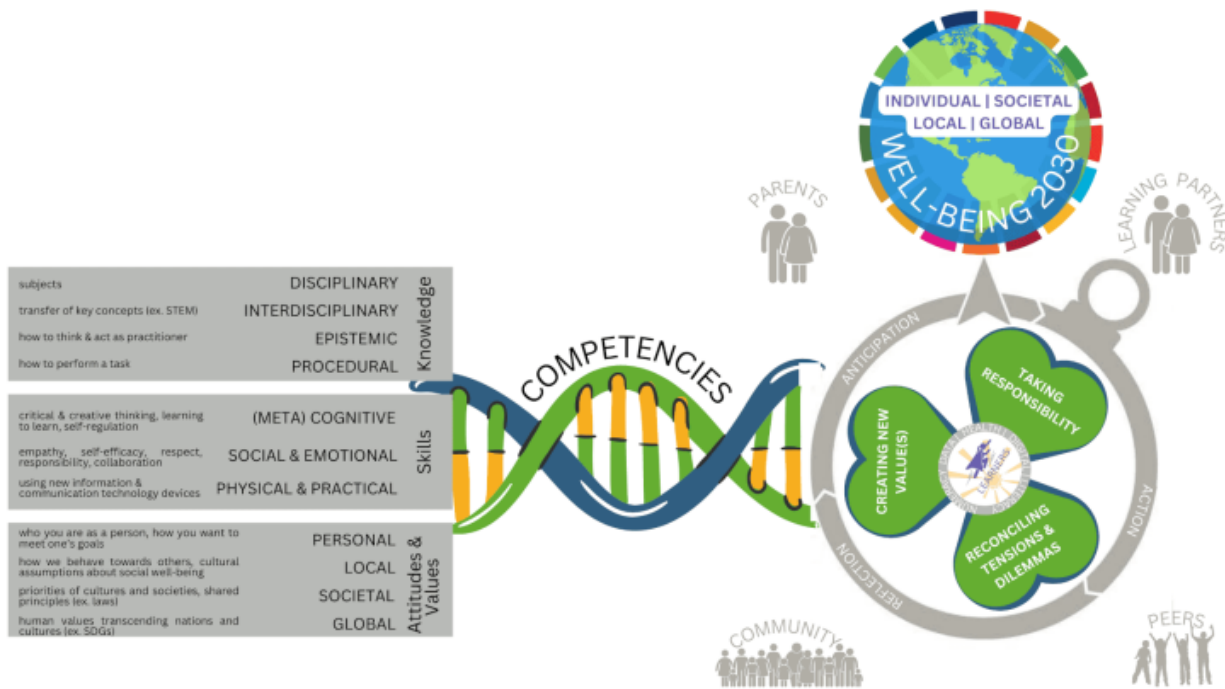 INDIVIDUAL | SOCIETAL
LOCAL | GLOBAL
WELL-BEING 2030
PARENTS
LEARNING PARTNERS
subjects
DISCIPLINARY
transfer of key concepts (ex. STEM)
INTERDISCIPLINARY
how to think & act as practitioner
EPISTEMIC
how to perform a task
PROCEDURAL
Knowledge
critical & creative thinking, learning
to learn, self-regulation
(META) COGNITIVE
empathy, self-efficacy, respect,
responsibility, collaboration
SOCIAL & EMOTIONAL
using new information &
communication technology devices
PHYSICAL & PRACTICAL
Skills
who you are as a person, how you want to
meet one's goals
PERSONAL
how we behave towards others, cultural
assumptions about social well-being
LOCAL
priorities of cultures and societies, shared
principles (ex. laws)
SOCIETAL
human values transcending nations and
cultures (ex. SDGs)
GLOBAL
Attitudes &
Values
COMPETENCIES
ANTICIPATION
ACTION
REFLECTION
TAKING
RESPONSIBILITY
CREATING NEW
VALUE(S)
RECONCILING
TENSIONS &
DILEMMAS
LEARNERS
COMMUNITY
PEERS